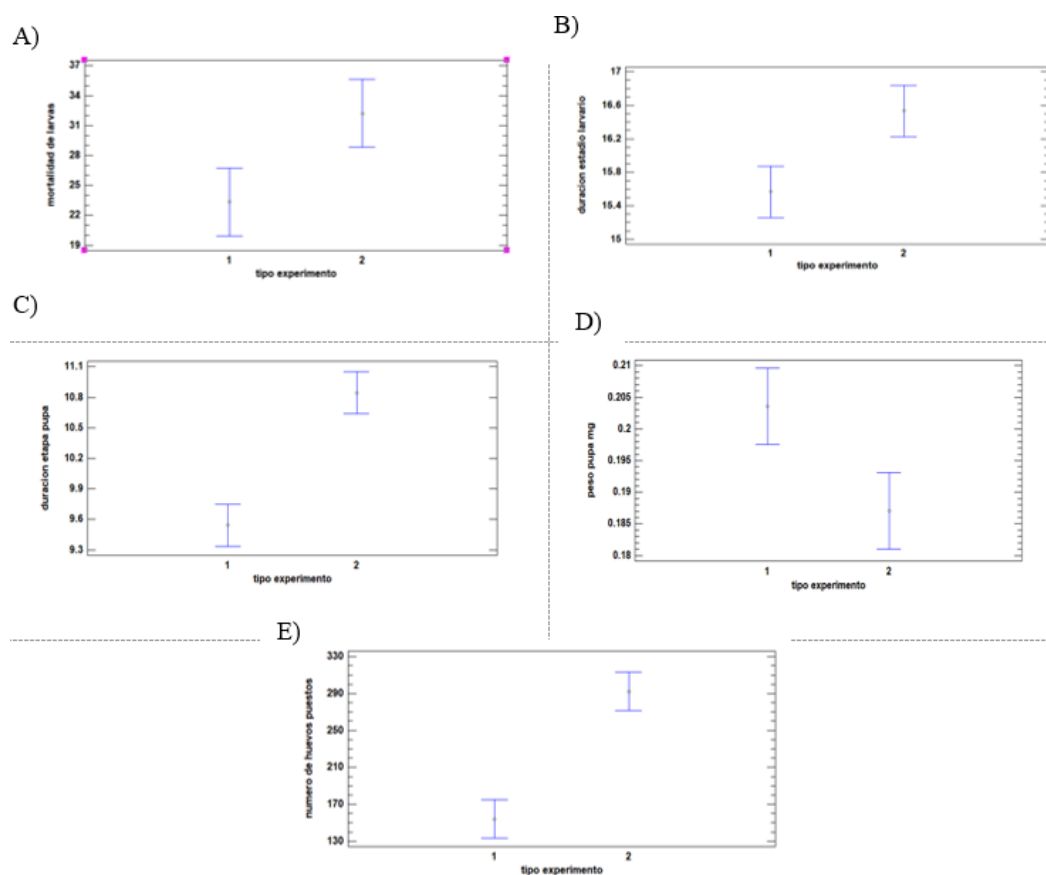 A)
mortalidad de larvas
37
34
31
28
25
22
19
1 2
tipo experimento
B)
duracion estadio larvario
17
16.6
16.2
15.8
15.4
15
1 2
tipo experimento
C)
duracion etapa pupa
11.1
10.8
10.5
10.2
9.9
9.6
9.3
1 2
tipo experimento
D)
peso pupa mg
0.21
0.205
0.2
0.195
0.19
0.185
0.18
1 2
tipo experimento
E)
numero de huevos puestos
330
290
250
210
170
130
1 2
tipo experimento